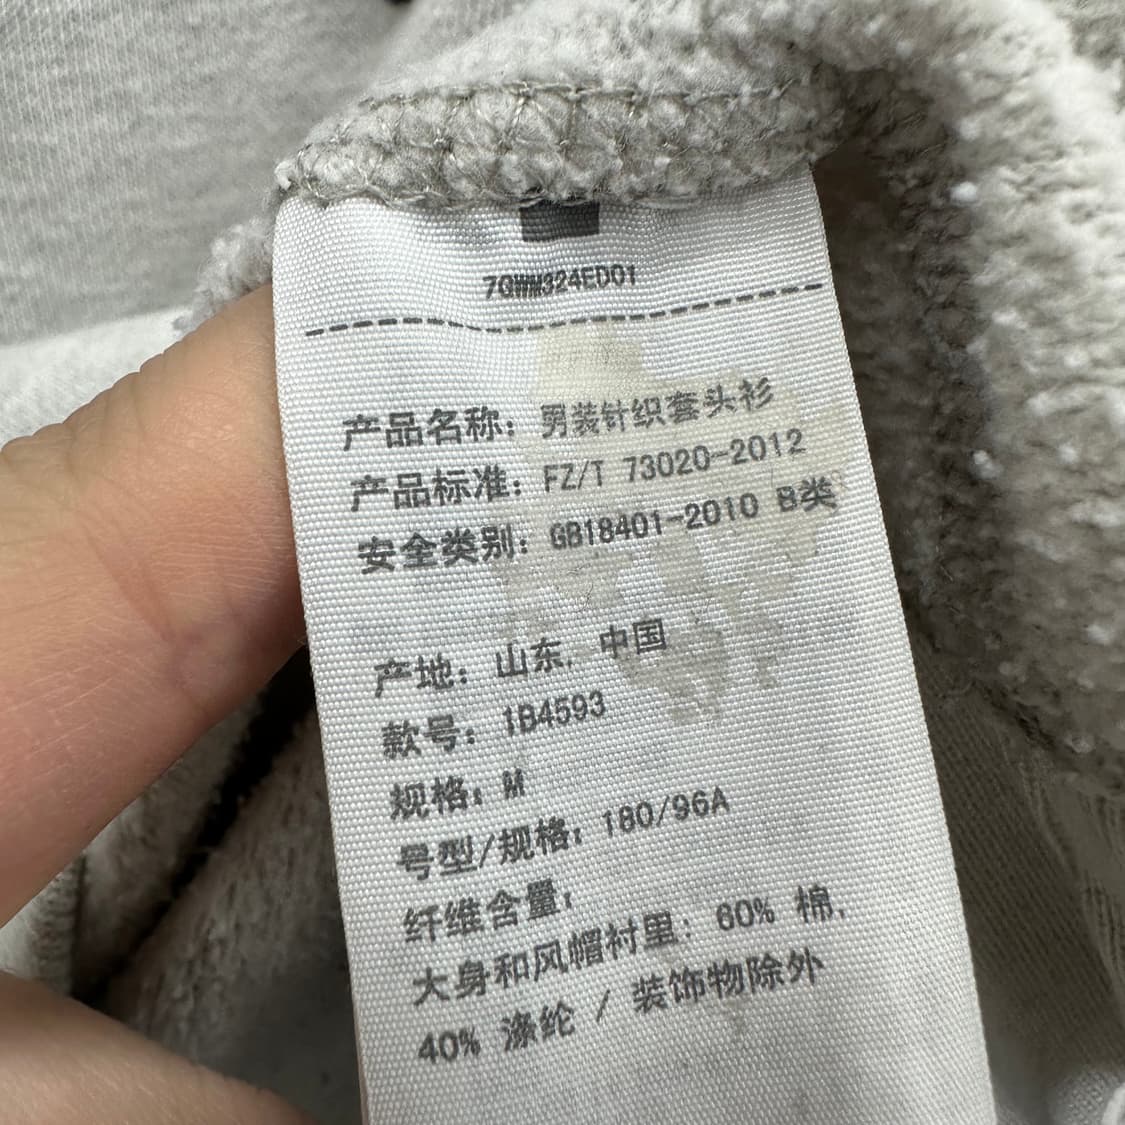 7GWM324ED01
产品名称: 男装针织套头衫
产品标准: FZ/T 73020-2012
安全类别: GB18401-2010 B类
产地: 山东, 中国
款号: 1B4593
规格: M
号型/规格: 180/96A
纤维含量:
大身和风帽衬里: 60% 棉,
40% 涤纶 / 装饰物除外